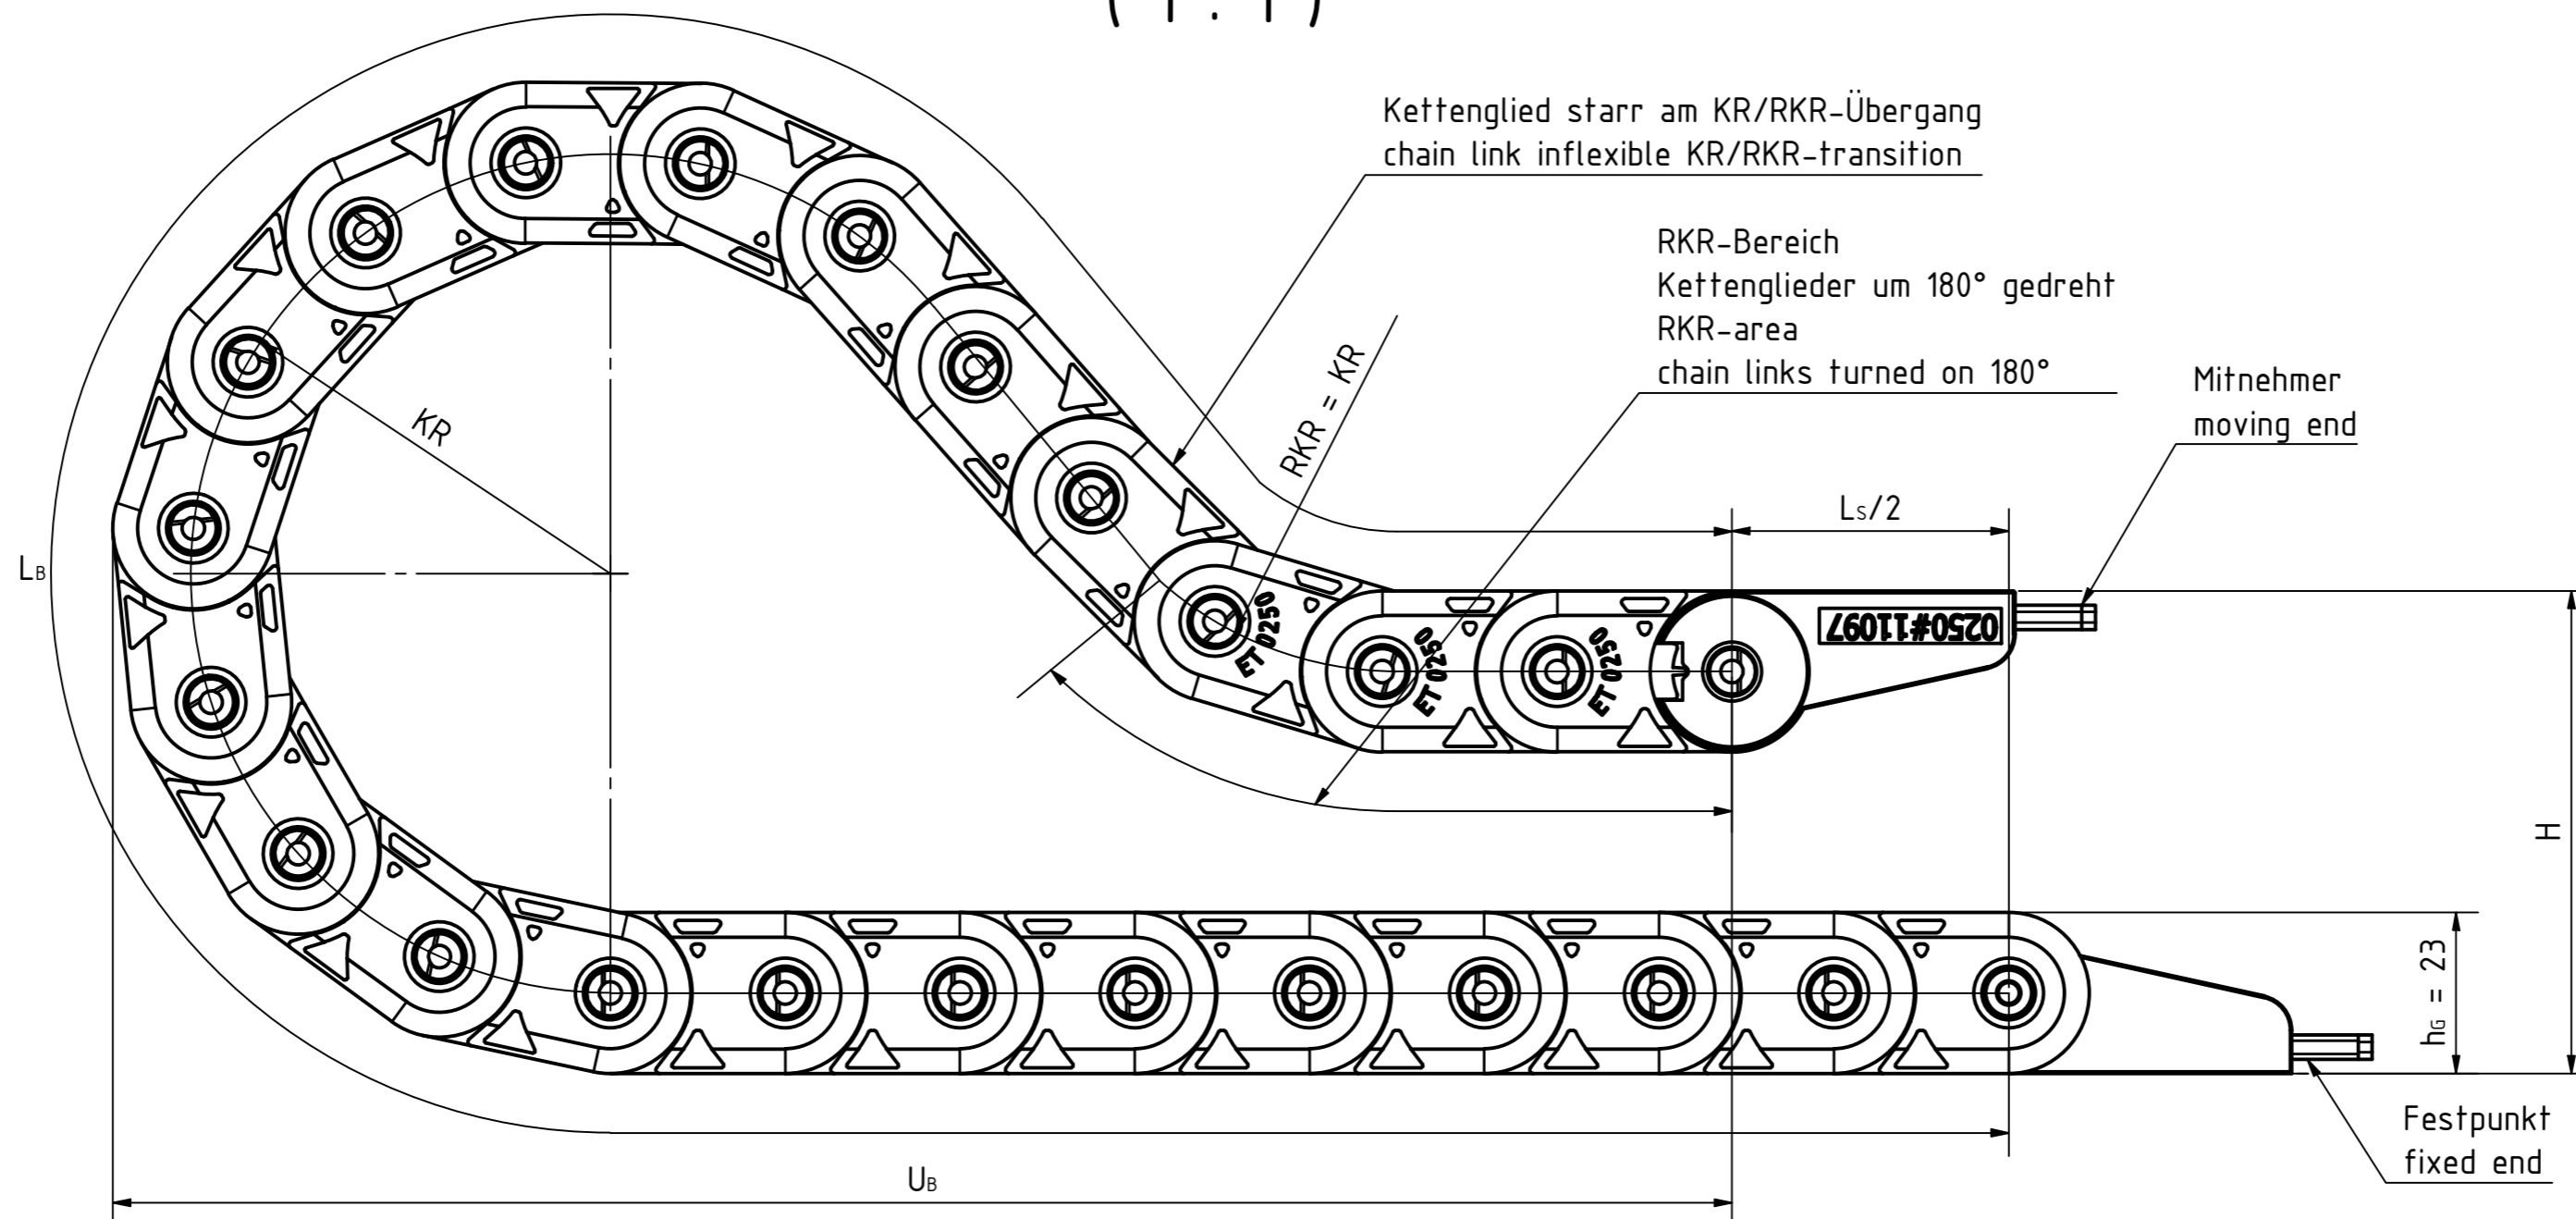 ( 1 : 1 )
Kettenglied starr am KR/RKR-Übergang
chain link inflexible KR/RKR-transition
RKR-Bereich
Kettenglieder um 180° gedreht
RKR-area
chain links turned on 180°
Mitnehmer
moving end
KR
RKR = KR
LS/2
LB
ET 0250
ET 0250
ET 0250
0250#11097
H
hG = 23
Festpunkt
fixed end
UB